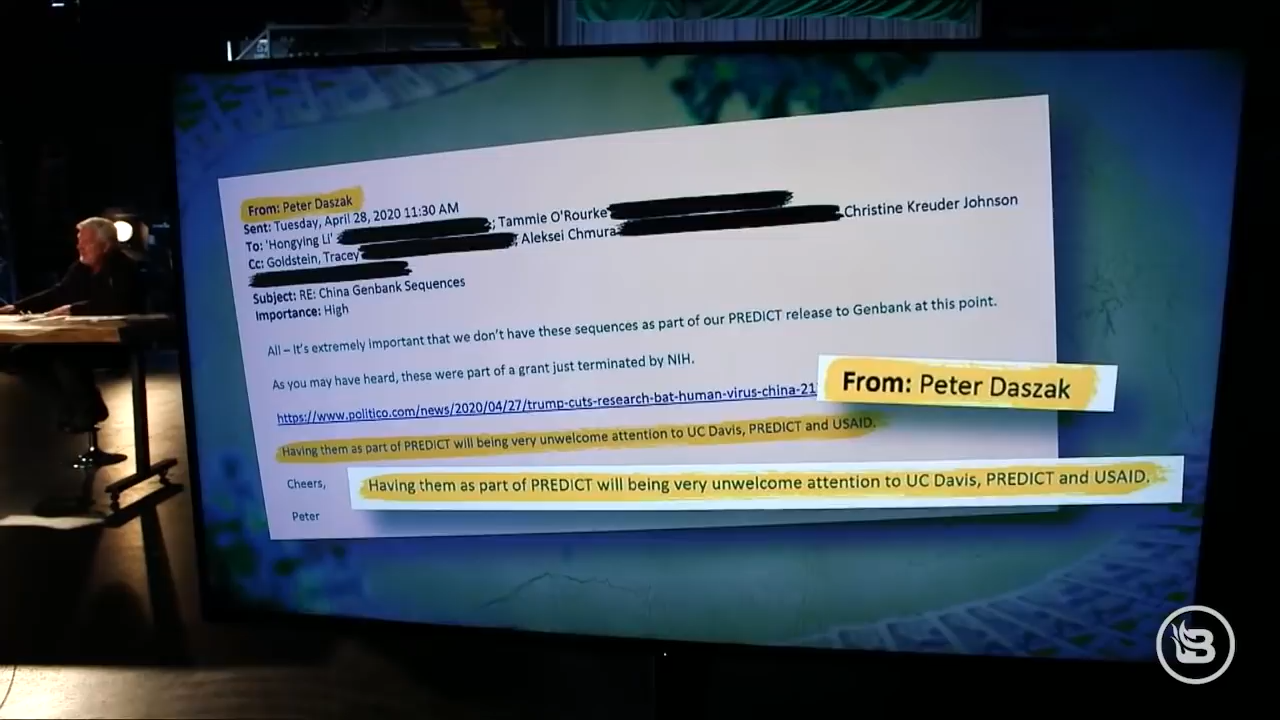 From: Peter Daszak
Sent: Tuesday, April 28, 2020 11:30 AM
To: 'Hongying Li' ; Tammie O'Rourke
Cc: Goldstein, Tracey ; Aleksei Chmura Christine Kreuder Johnson
Subject: RE: China Genbank Sequences
Importance: High
All – It's extremely important that we don't have these sequences as part of our PREDICT release to Genbank at this point.
As you may have heard, these were part of a grant just terminated by NIH.
https://www.politico.com/news/2020/04/27/trump-cuts-research-bat-human-virus-china-21
From: Peter Daszak
Having them as part of PREDICT will being very unwelcome attention to UC Davis, PREDICT and USAID.
Having them as part of PREDICT will being very unwelcome attention to UC Davis, PREDICT and USAID.
Cheers,
Peter
B